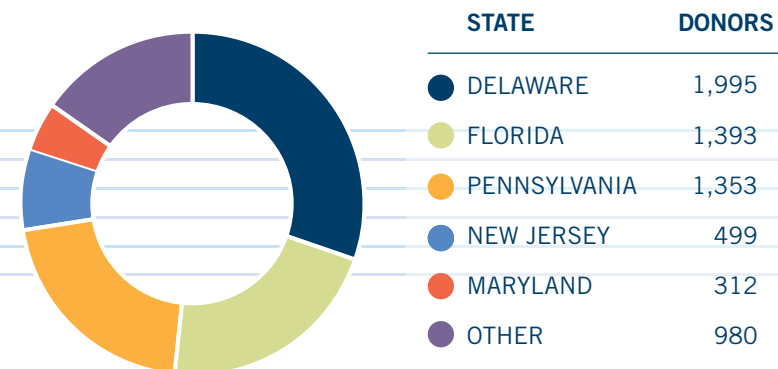 STATE DONORS
DELAWARE 1,995
FLORIDA 1,393
PENNSYLVANIA 1,353
NEW JERSEY 499
MARYLAND 312
OTHER 980